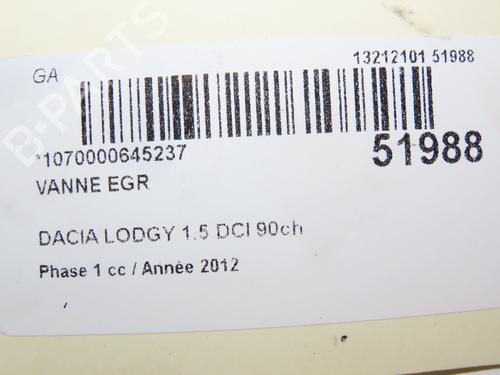 GA
13212101 51988
*1070000645237
51988
VANNE EGR
DACIA LODGY 1.5 DCI 90ch
Phase 1 cc / Année 2012
B-PARTS